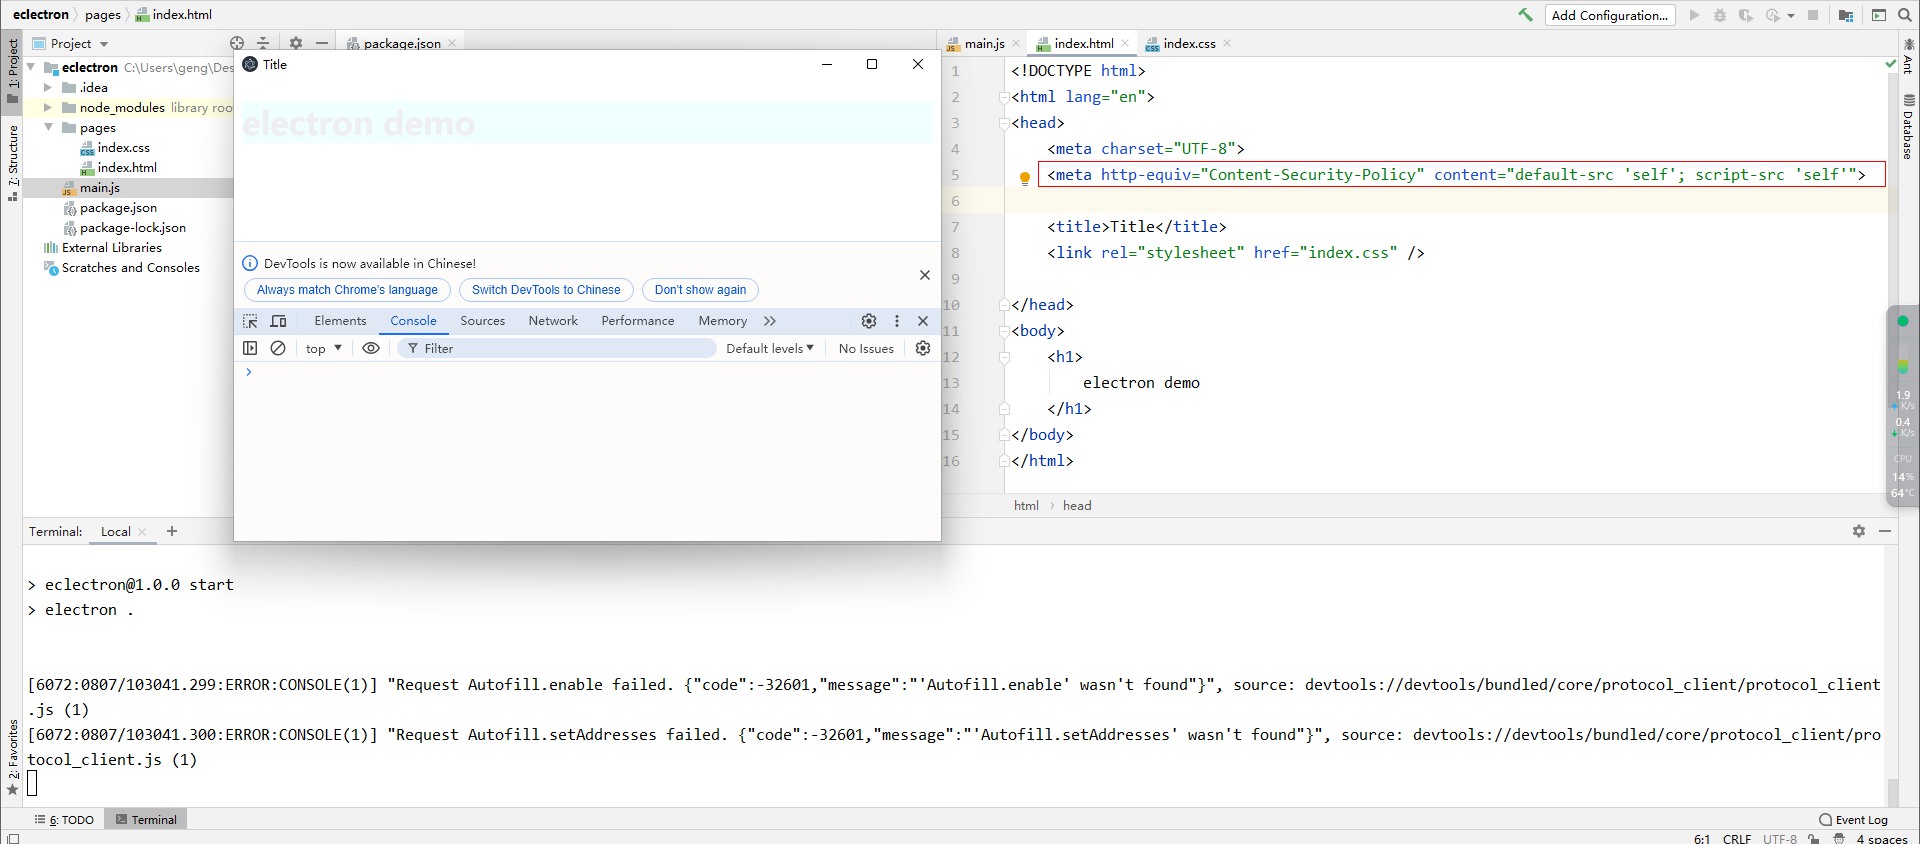 eclectron pages index.html
Add Configuration...
1: Project
7: Structure
2: Favorites
Project
package.json
main.js
index.html
index.css
eclectron C:\Users\geng\Des
.idea
node_modules library roo
pages
index.css
index.html
main.js
package.json
package-lock.json
External Libraries
Scratches and Consoles
Title
electron demo
DevTools is now available in Chinese!
Always match Chrome's language
Switch DevTools to Chinese
Don't show again
Elements Console Sources Network Performance Memory
top Filter Default levels No Issues
1 <!DOCTYPE html>
2 <html lang="en">
3 <head>
4 <meta charset="UTF-8">
5 <meta http-equiv="Content-Security-Policy" content="default-src 'self'; script-src 'self'">
6
7 <title>Title</title>
8 <link rel="stylesheet" href="index.css" />
9
10 </head>
11 <body>
12 <h1>
13 electron demo
14 </h1>
15 </body>
16 </html>
html head
Ant
Database
1.9
K/s
0.4
K/s
CPU
14%
64°C
Terminal: Local
> eclectron@1.0.0 start
> electron .
[6072:0807/103041.299:ERROR:CONSOLE(1)] "Request Autofill.enable failed. {"code":-32601,"message":"'Autofill.enable' wasn't found"}", source: devtools://devtools/bundled/core/protocol_client/protocol_client
.js (1)
[6072:0807/103041.300:ERROR:CONSOLE(1)] "Request Autofill.setAddresses failed. {"code":-32601,"message":"'Autofill.setAddresses' wasn't found"}", source: devtools://devtools/bundled/core/protocol_client/pro
tocol_client.js (1)
6: TODO
Terminal
Event Log
6:1 CRLF UTF-8 4 spaces